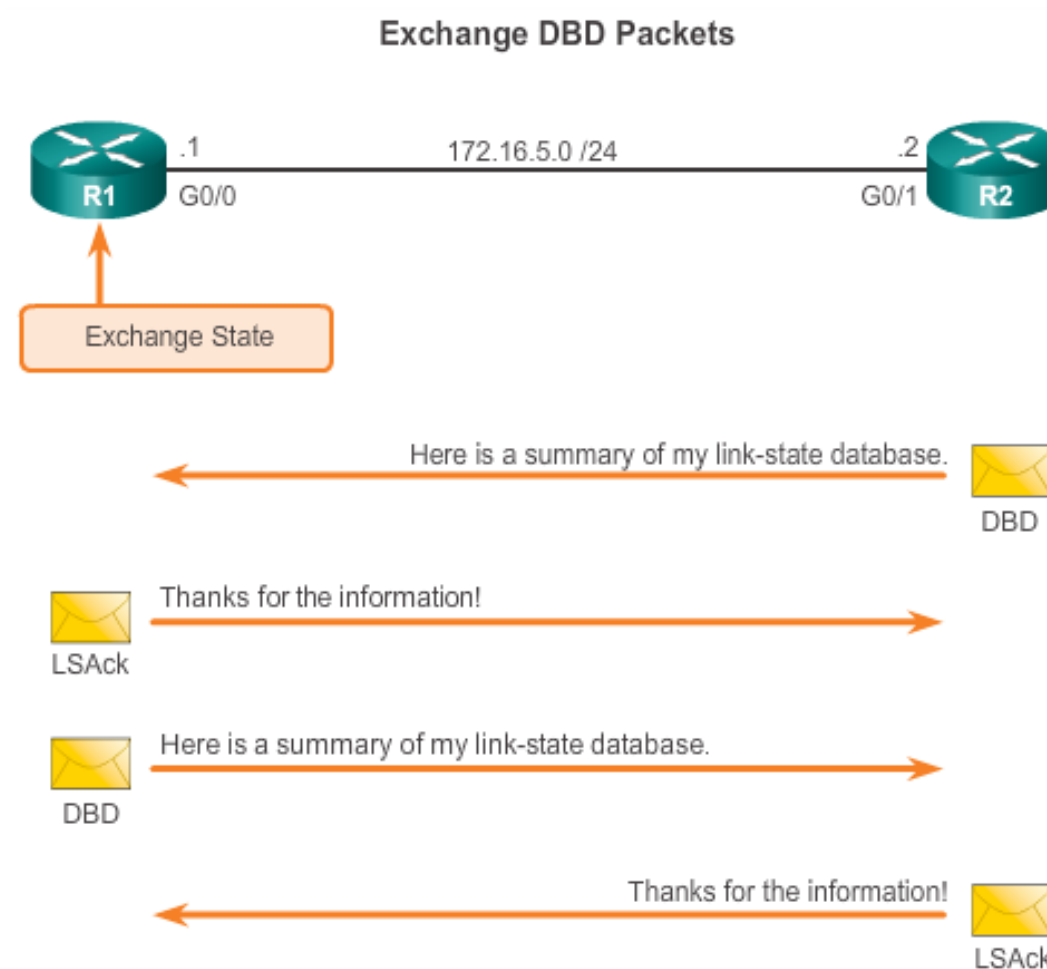 Exchange DBD Packets
.1 172.16.5.0 /24 .2
R1 G0/0 G0/1 R2
Exchange State
Here is a summary of my link-state database.
DBD
Thanks for the information!
LSAck
Here is a summary of my link-state database.
DBD
Thanks for the information!
LSAck